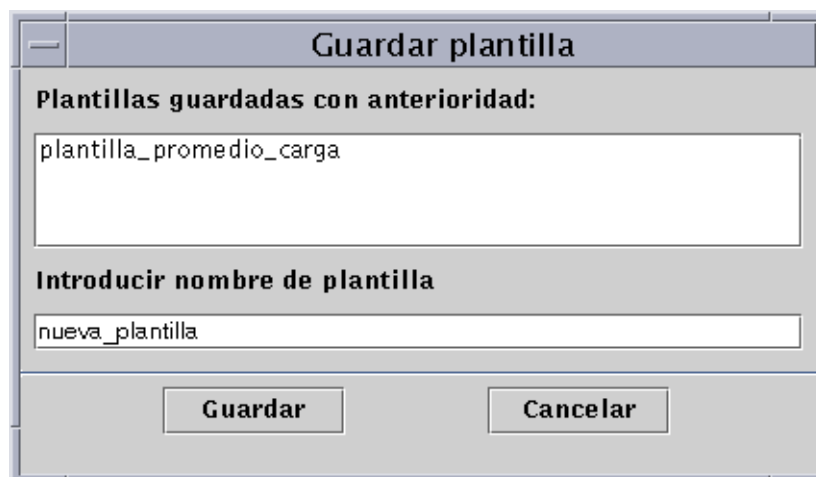 Guardar plantilla
Plantillas guardadas con anterioridad:
plantilla_promedio_carga
Introducir nombre de plantilla
nueva_plantilla
Guardar Cancelar